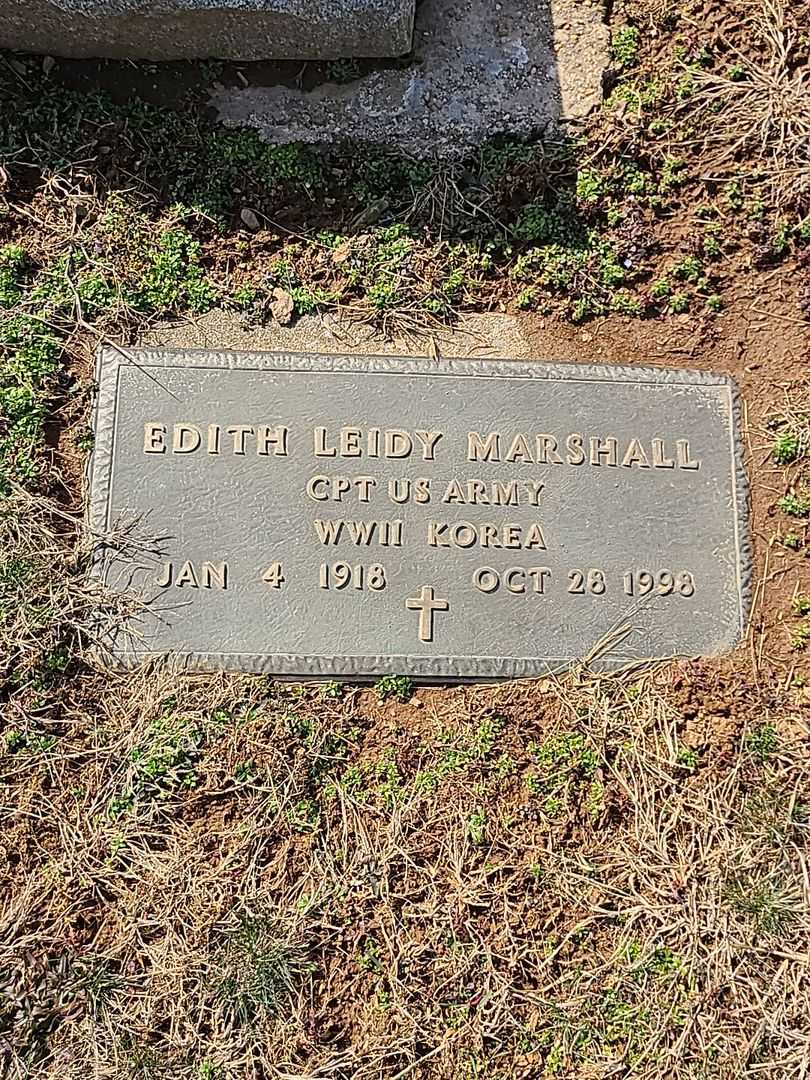 EDITH LEIDY MARSHALL
CPT US ARMY
WWII KOREA
JAN 4 1918 OCT 28 1998